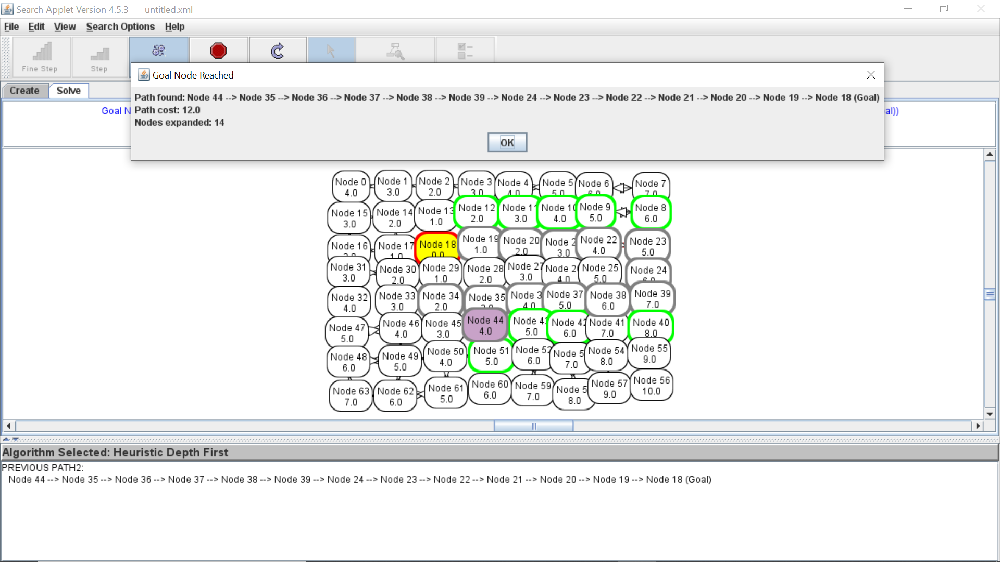 Search Applet Version 4.5.3 --- untitled.xml
File Edit View Search Options Help
Fine Step
Step
Create Solve
Goal Node Reached
Goal N
al))
Path found: Node 44 --> Node 35 --> Node 36 --> Node 37 --> Node 38 --> Node 39 --> Node 24 --> Node 23 --> Node 22 --> Node 21 --> Node 20 --> Node 19 --> Node 18 (Goal)
Path cost: 12.0
Nodes expanded: 14
OK
Node 0 Node 1 Node 2 Node 3 Node 4 Node 5 Node 6 Node 7
4.0 3.0 2.0 3.0 4.0 5.0 6.0 7.0
Node 15 Node 14 Node 13 Node 12 Node 11 Node 10 Node 9 Node 8
3.0 2.0 1.0 2.0 3.0 4.0 5.0 6.0
Node 16 Node 17 Node 18 Node 19 Node 20 Node 2 Node 22 Node 23
2.0 1.0 0.0 1.0 2.0 3.0 4.0 5.0
Node 31 Node 30 Node 29 Node 28 Node 27 Node 2 Node 25 Node 24
3.0 2.0 1.0 2.0 3.0 4.0 5.0 6.0
Node 32 Node 33 Node 34 Node 35 Node 3 Node 37 Node 38 Node 39
4.0 3.0 2.0 3.0 4.0 5.0 6.0 7.0
Node 47 Node 46 Node 45 Node 44 Node 4 Node 42 Node 41 Node 40
5.0 4.0 3.0 4.0 5.0 6.0 7.0 8.0
Node 48 Node 49 Node 50 Node 51 Node 52 Node 5 Node 54 Node 55
6.0 5.0 4.0 5.0 6.0 7.0 8.0 9.0
Node 63 Node 62 Node 61 Node 60 Node 59 Node 5 Node 57 Node 56
7.0 6.0 5.0 6.0 7.0 8.0 9.0 10.0
Algorithm Selected: Heuristic Depth First
PREVIOUS PATH2:
Node 44 --> Node 35 --> Node 36 --> Node 37 --> Node 38 --> Node 39 --> Node 24 --> Node 23 --> Node 22 --> Node 21 --> Node 20 --> Node 19 --> Node 18 (Goal)